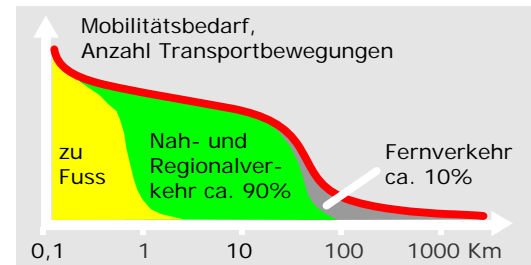 Mobilitätsbedarf,
Anzahl Transportbewegungen
zu
Fuss
Nah- und
Regionalver-
kehr ca. 90%
Fernverkehr
ca. 10%
0,1 1 10 100 1000 Km